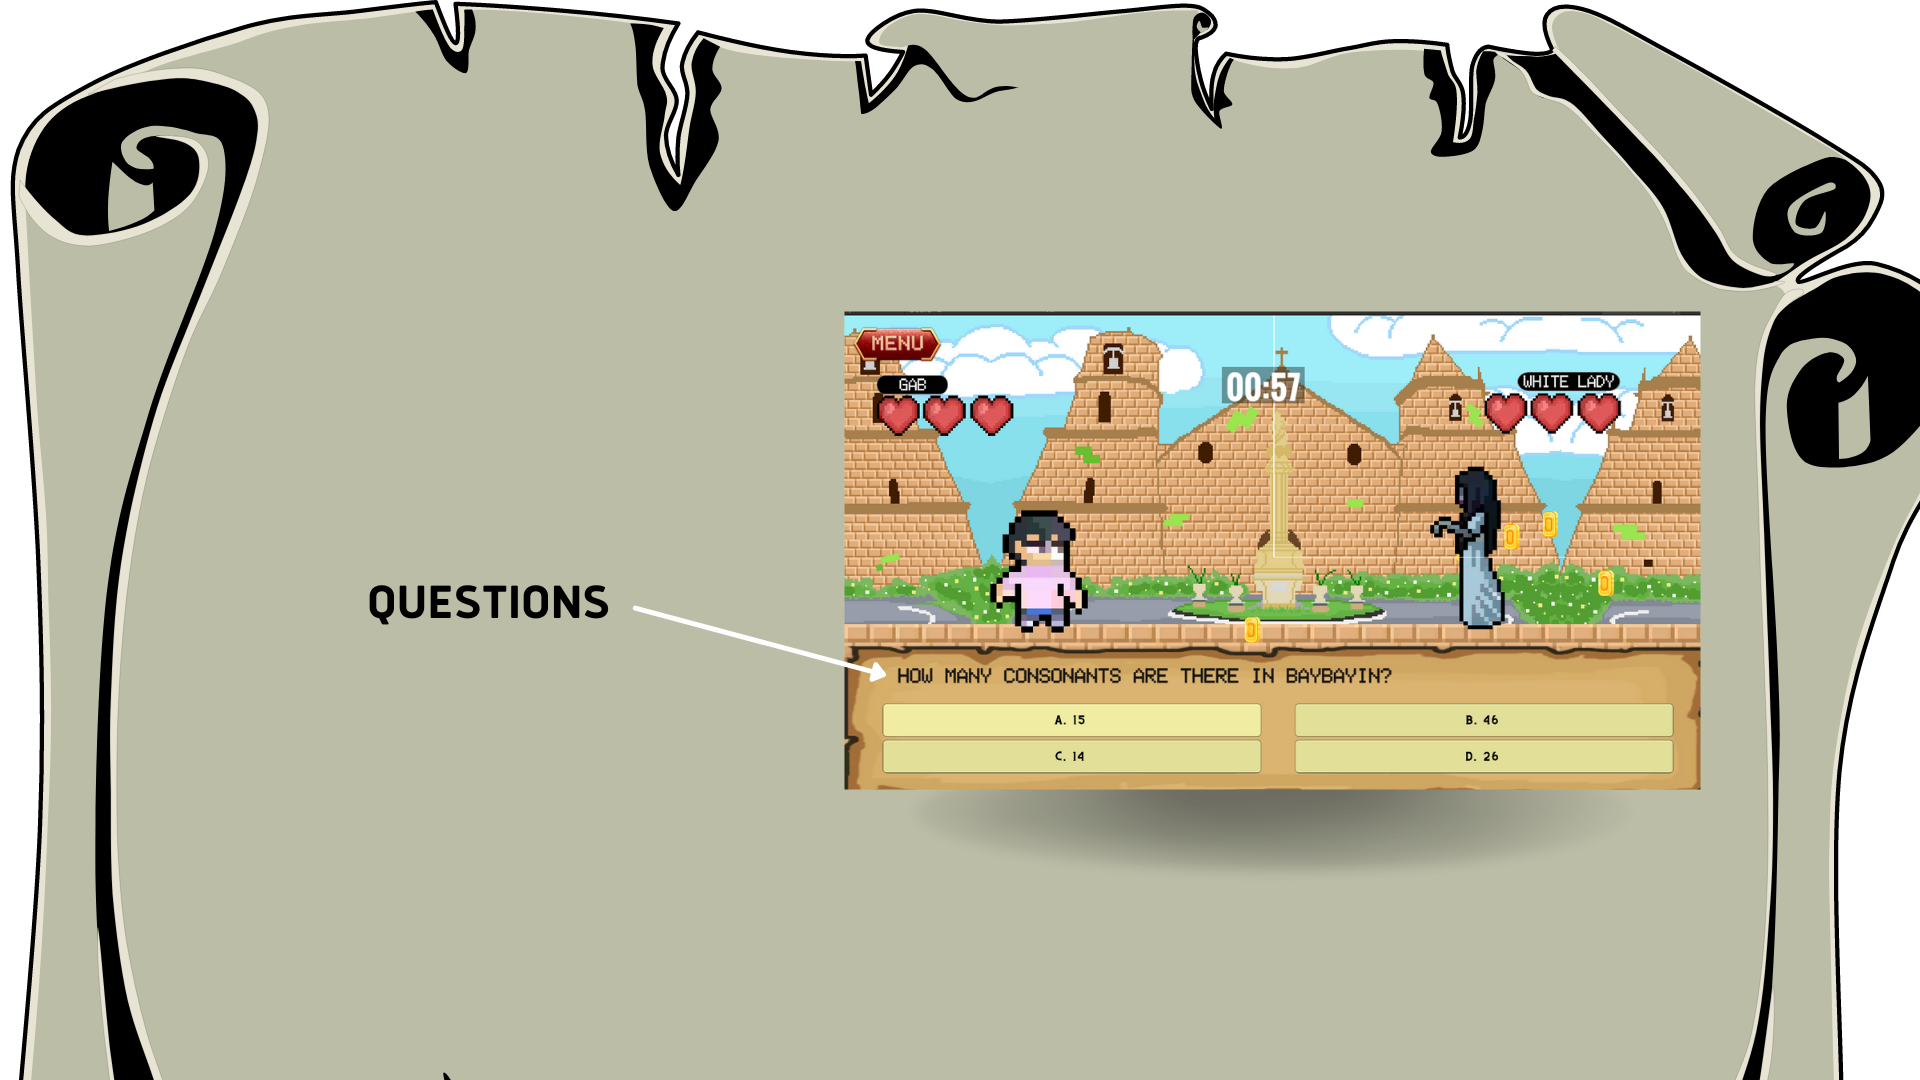 MENU
GAB
00:57
WHITE LADY
QUESTIONS
HOW MANY CONSONANTS ARE THERE IN BAYBAYIN?
A. 15
B. 46
C. 14
D. 26